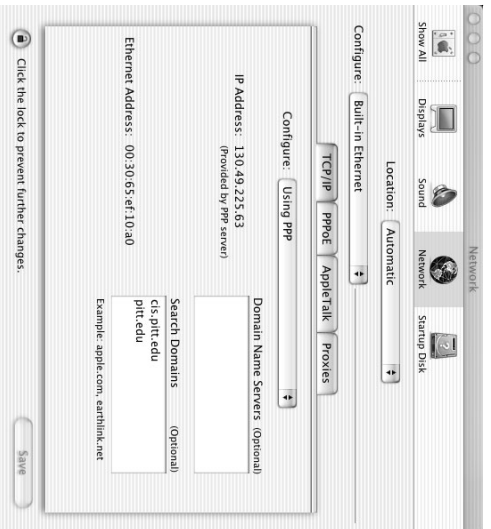 Network
Show All Displays Sound Network Startup Disk
Location: Automatic
Configure: Built-in Ethernet
TCP/IP PPPoE AppleTalk Proxies
Configure: Using PPP
Domain Name Servers (Optional)
IP Address: 130.49.225.63
(Provided by PPP server)
Search Domains (Optional)
cis.pitt.edu
pitt.edu
Ethernet Address: 00:30:65:ef:10:a0
Example: apple.com, earthlink.net
Click the lock to prevent further changes.
Save